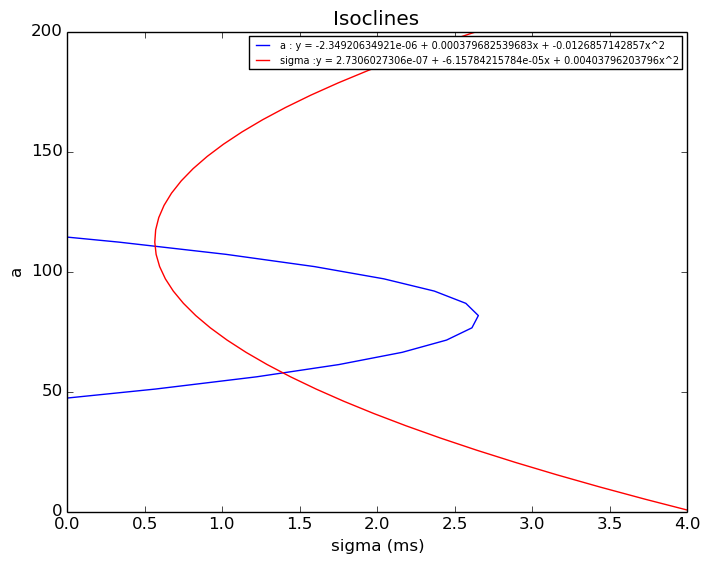 Isoclines
a : y = -2.34920634921e-06 + 0.000379682539683x + -0.0126857142857x^2
sigma :y = 2.7306027306e-07 + -6.15784215784e-05x + 0.00403796203796x^2
200
150
100
50
0
a
0.0 0.5 1.0 1.5 2.0 2.5 3.0 3.5 4.0
sigma (ms)